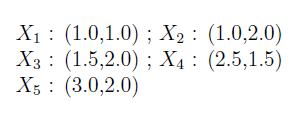 X₁ : (1.0,1.0) ; X₂ : (1.0,2.0)
X₃ : (1.5,2.0) ; X₄ : (2.5,1.5)
X₅ : (3.0,2.0)